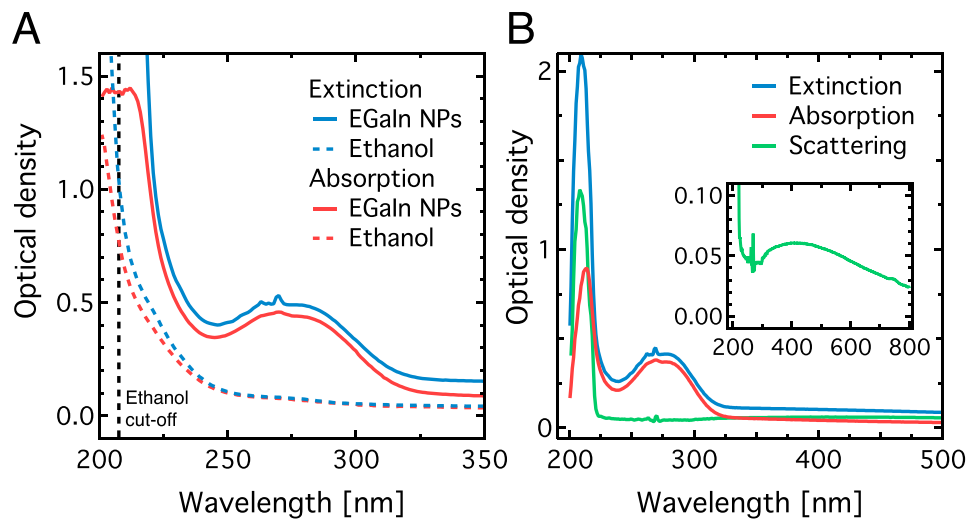 A
Optical density
1.5
1.0
0.5
0.0
200
250
300
350
Wavelength [nm]
Extinction
EGaIn NPs
Ethanol
Absorption
EGaIn NPs
Ethanol
Ethanol
cut-off
B
Optical density
2
1
0
200
300
400
500
Wavelength [nm]
Extinction
Absorption
Scattering
0.10
0.05
0.00
200
400
600
800